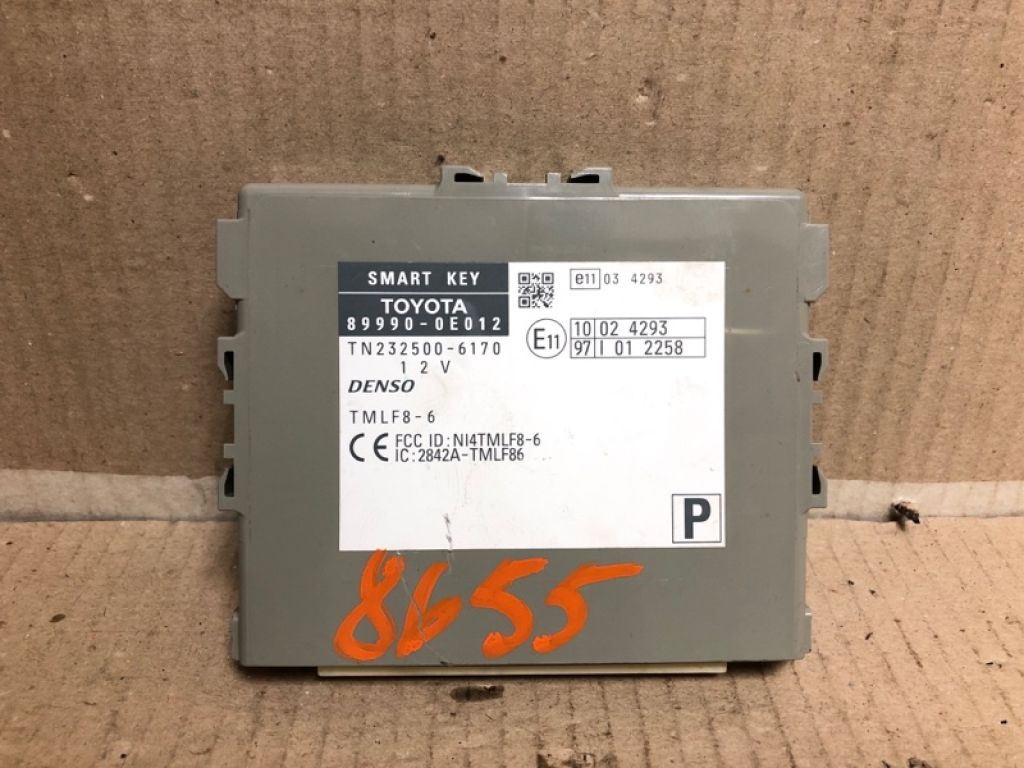 SMART KEY
TOYOTA
89990-0E012
TN232500-6170
12V
DENSO
TMLF8-6
CE FCC ID:NI4TMLF8-6
IC:2842A-TMLF86
e11 03 4293
E11
10 02 4293
97 I 01 2258
P
8655